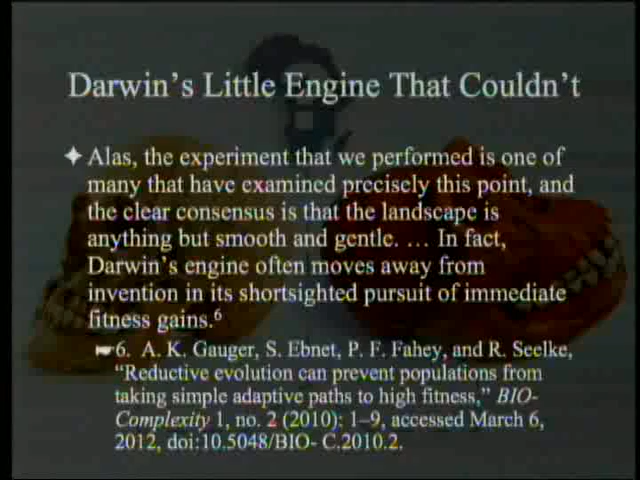 Darwin's Little Engine That Couldn't
Alas, the experiment that we performed is one of
many that have examined precisely this point, and
the clear consensus is that the landscape is
anything but smooth and gentle. … In fact,
Darwin's engine often moves away from
invention in its shortsighted pursuit of immediate
fitness gains.6
6. A. K. Gauger, S. Ebnet, P. F. Fahey, and R. Seelke,
“Reductive evolution can prevent populations from
taking simple adaptive paths to high fitness,” BIO-
Complexity 1, no. 2 (2010): 1–9, accessed March 6,
2012, doi:10.5048/BIO- C.2010.2.